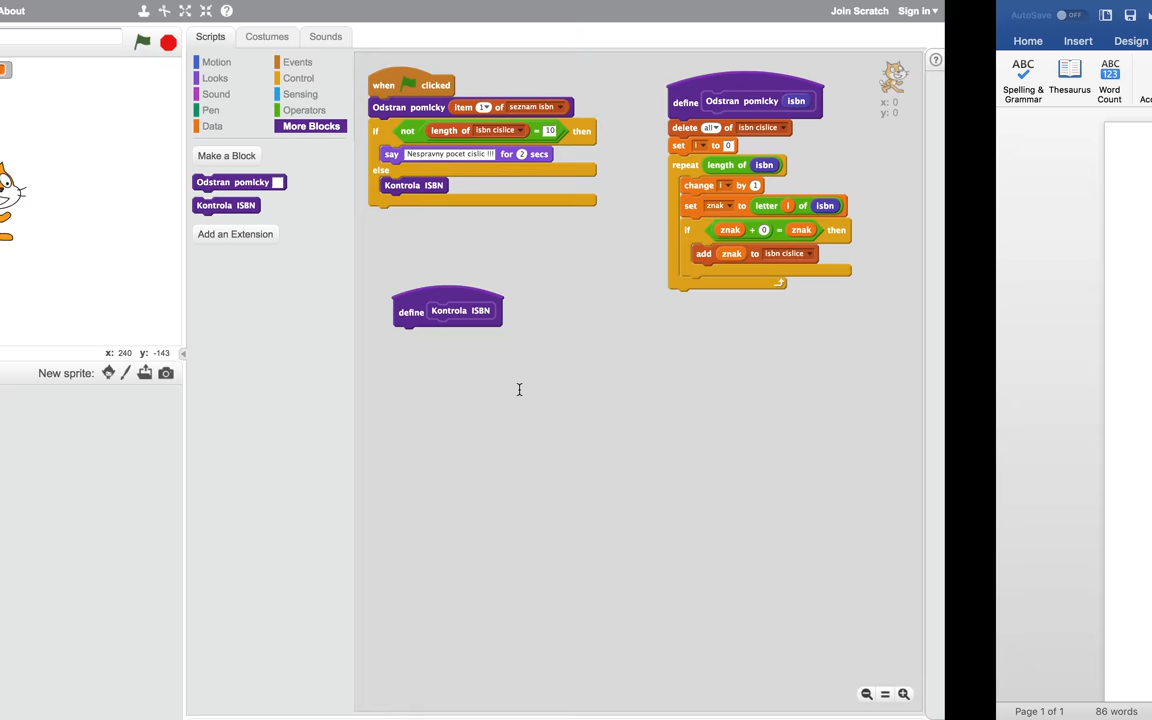 About
Join Scratch Sign in
Scripts Costumes Sounds
Motion Events
Looks Control
Sound Sensing
Pen Operators
Data More Blocks
Make a Block
Odstran pomlcky
Kontrola ISBN
Add an Extension
x: 240 y: -143
New sprite:
when clicked
Odstran pomlcky item 1 of seznam isbn
if not length of isbn cislice = 10 then
say Nespravny pocet cislic !!! for 2 secs
else
Kontrola ISBN
define Kontrola ISBN
define Odstran pomlcky isbn
delete all of isbn cislice
set i to 0
repeat length of isbn
change i by 1
set znak to letter i of isbn
if znak + 0 = znak then
add znak to isbn cislice
x: 0
y: 0
AutoSave OFF
Home Insert Design
ABC
Spelling &
Grammar
Thesaurus
ABC
123
Word
Count
Page 1 of 1 86 words